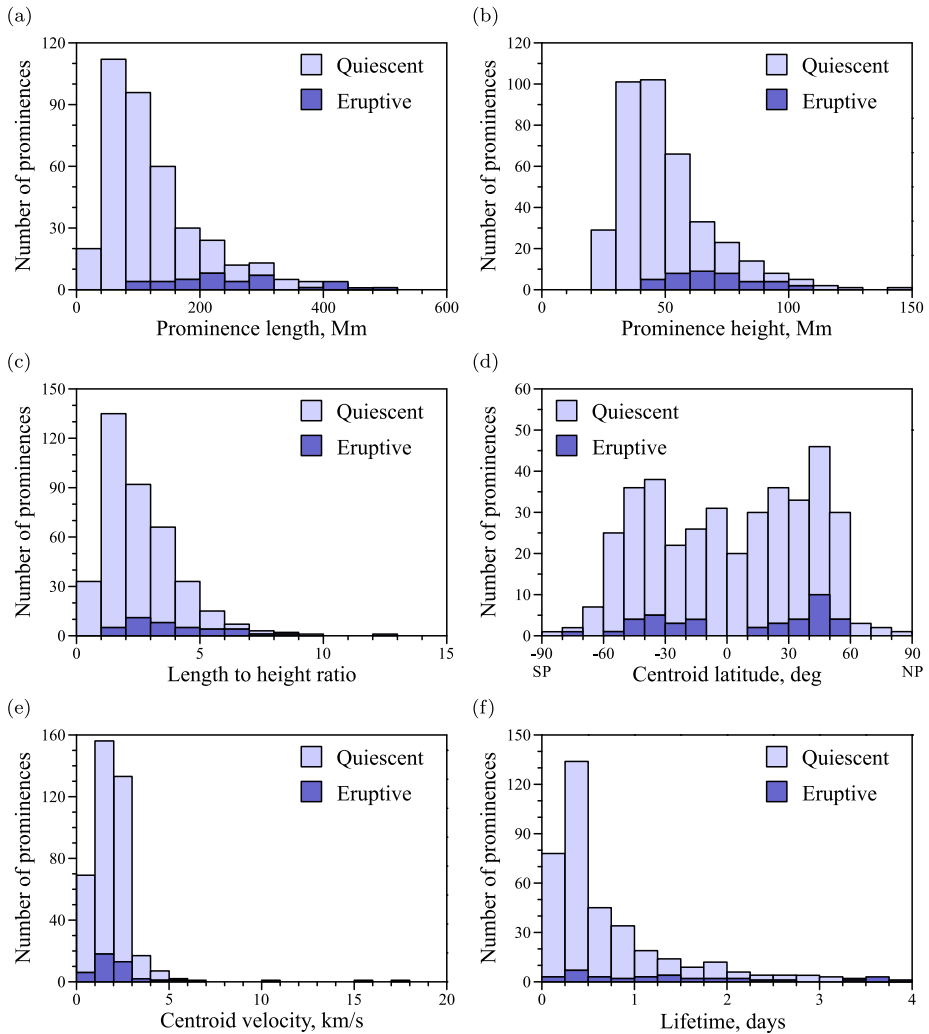 (a)
120
90
60
30
0
Number of prominences
Quiescent
Eruptive
0 200 400 600
Prominence length, Mm
(b)
120
100
80
60
40
20
0
Number of prominences
Quiescent
Eruptive
0 50 100 150
Prominence height, Mm
(c)
150
120
90
60
30
0
Number of prominences
Quiescent
Eruptive
0 5 10 15
Length to height ratio
(d)
60
50
40
30
20
10
0
Number of prominences
Quiescent
Eruptive
-90 -60 -30 0 30 60 90
SP Centroid latitude, deg NP
(e)
160
120
80
40
0
Number of prominences
Quiescent
Eruptive
0 5 10 15 20
Centroid velocity, km/s
(f)
150
120
90
60
30
0
Number of prominences
Quiescent
Eruptive
0 1 2 3 4
Lifetime, days